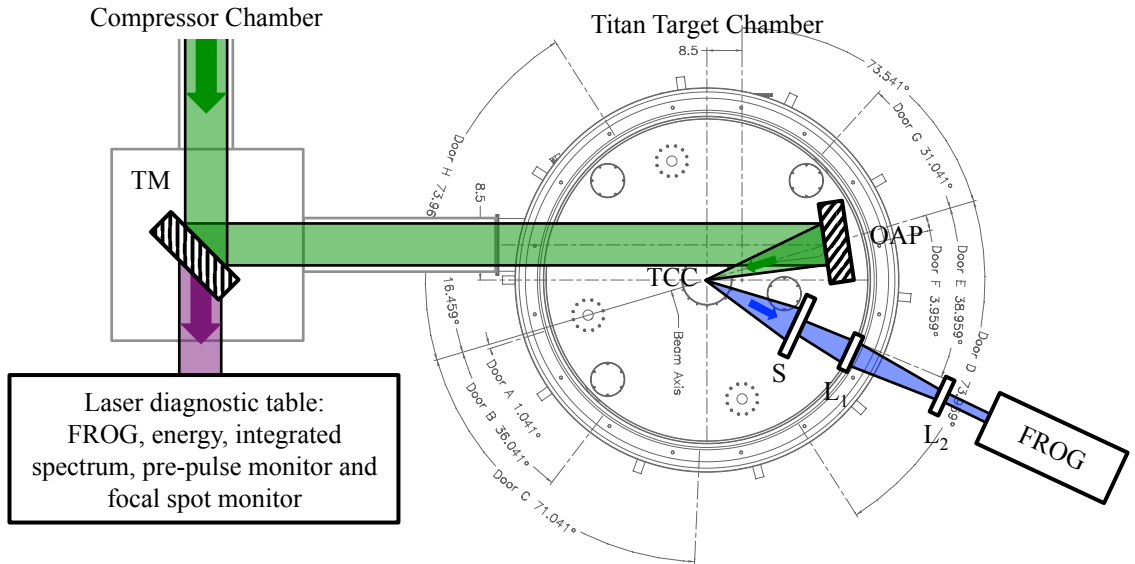 Compressor Chamber
Titan Target Chamber
8.5
73.541°
Door G 31.041°
Door H 73.96
TM
8.5
OAP
TCC
Door F 3.959°
Door E 38.959°
16.459°
Beam Axis
Door D 73.959°
S
L1
Door A 1.041°
Door B 36.041°
Door C 71.041°
L2
FROG
Laser diagnostic table:
FROG, energy, integrated
spectrum, pre-pulse monitor and
focal spot monitor